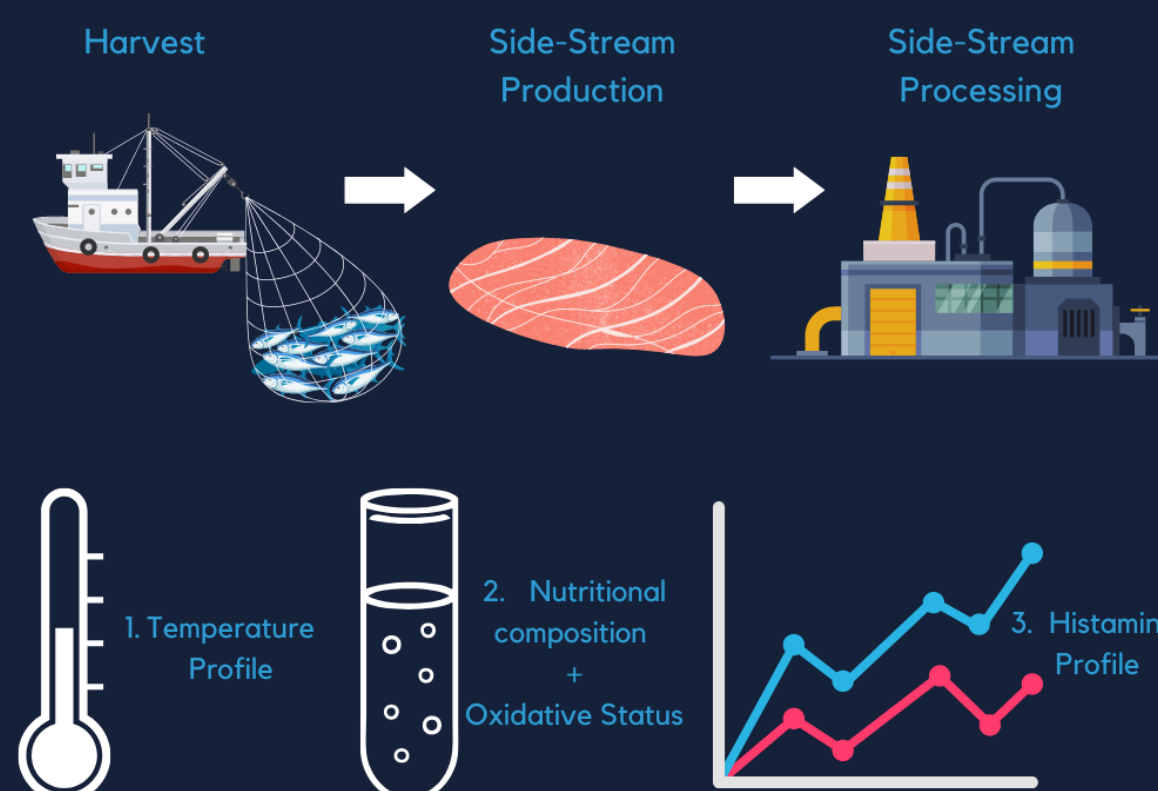 Harvest
Side-Stream
Production
Side-Stream
Processing
1. Temperature
Profile
2. Nutritional
composition
+
Oxidative Status
3. Histamin
Profile